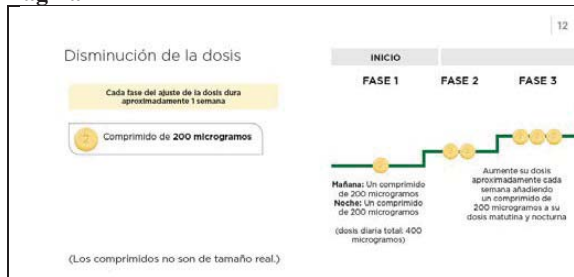 12
Disminución de la dosis
Cada fase del ajuste de la dosis dura
aproximadamente 1 semana
2 Comprimido de 200 microgramos
(Los comprimidos no son de tamaño real.)
INICIO
FASE 1 FASE 2 FASE 3
Mañana: Un comprimido
de 200 microgramos
Noche: Un comprimido
de 200 microgramos
(dosis diaria total: 400
microgramos)
Aumente su dosis
aproximadamente cada
semana añadiendo
un comprimido de
200 microgramos a su
dosis matutina y nocturna